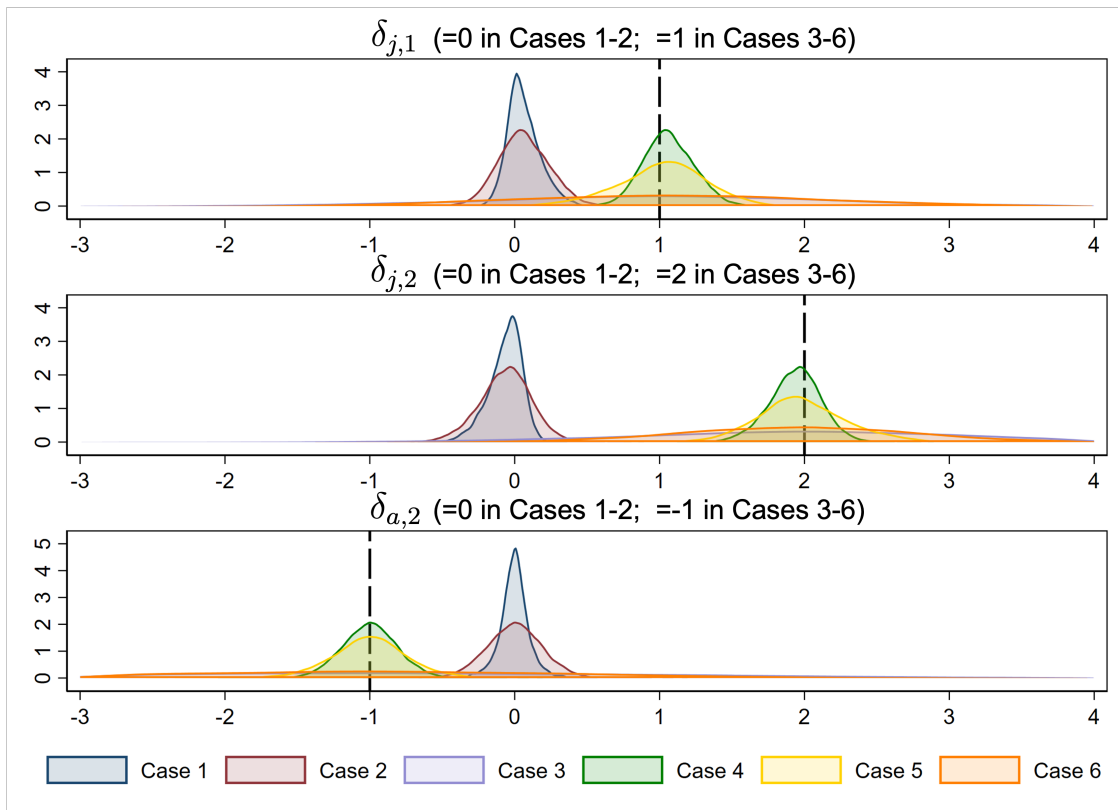 δj,1 (=0 in Cases 1-2; =1 in Cases 3-6)
4
3
2
1
0
-3 -2 -1 0 1 2 3 4
δj,2 (=0 in Cases 1-2; =2 in Cases 3-6)
4
3
2
1
0
-3 -2 -1 0 1 2 3 4
δa,2 (=0 in Cases 1-2; =-1 in Cases 3-6)
5
4
3
2
1
0
-3 -2 -1 0 1 2 3 4
Case 1 Case 2 Case 3 Case 4 Case 5 Case 6